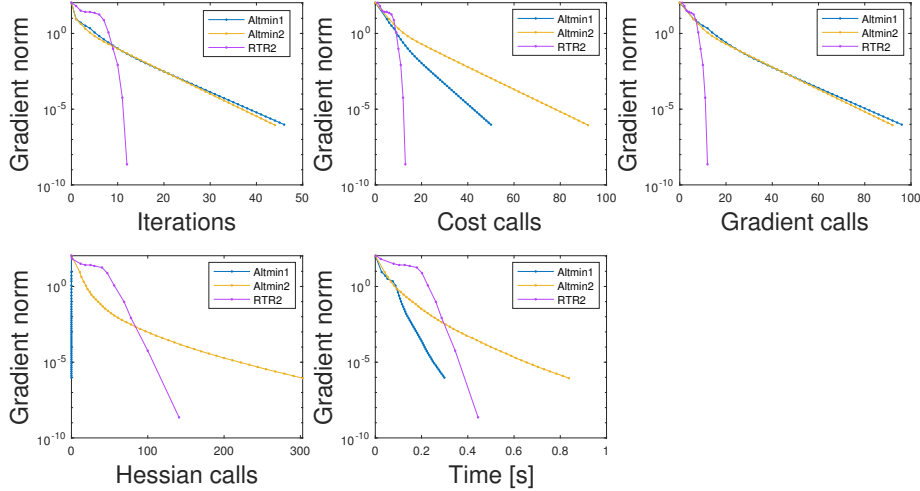 Gradient norm
10^0
10^-5
10^-10
0 10 20 30 40 50
Iterations
Altmin1
Altmin2
RTR2
Gradient norm
10^0
10^-5
10^-10
0 20 40 60 80 100
Cost calls
Altmin1
Altmin2
RTR2
Gradient norm
10^0
10^-5
10^-10
0 20 40 60 80 100
Gradient calls
Altmin1
Altmin2
RTR2
Gradient norm
10^0
10^-5
10^-10
0 100 200 300
Hessian calls
Altmin1
Altmin2
RTR2
Gradient norm
10^0
10^-5
10^-10
0 0.2 0.4 0.6 0.8 1
Time [s]
Altmin1
Altmin2
RTR2